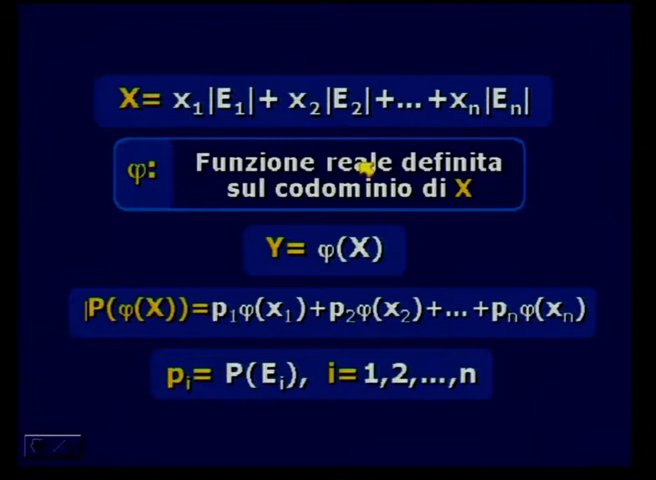 X= x₁|E₁|+ x₂|E₂|+...+xₙ|Eₙ|
φ: Funzione reale definita
sul codominio di X
Y= φ(X)
ℙ(φ(X))=p₁φ(x₁)+p₂φ(x₂)+...+pₙφ(xₙ)
pᵢ= P(Eᵢ), i=1,2,...,n